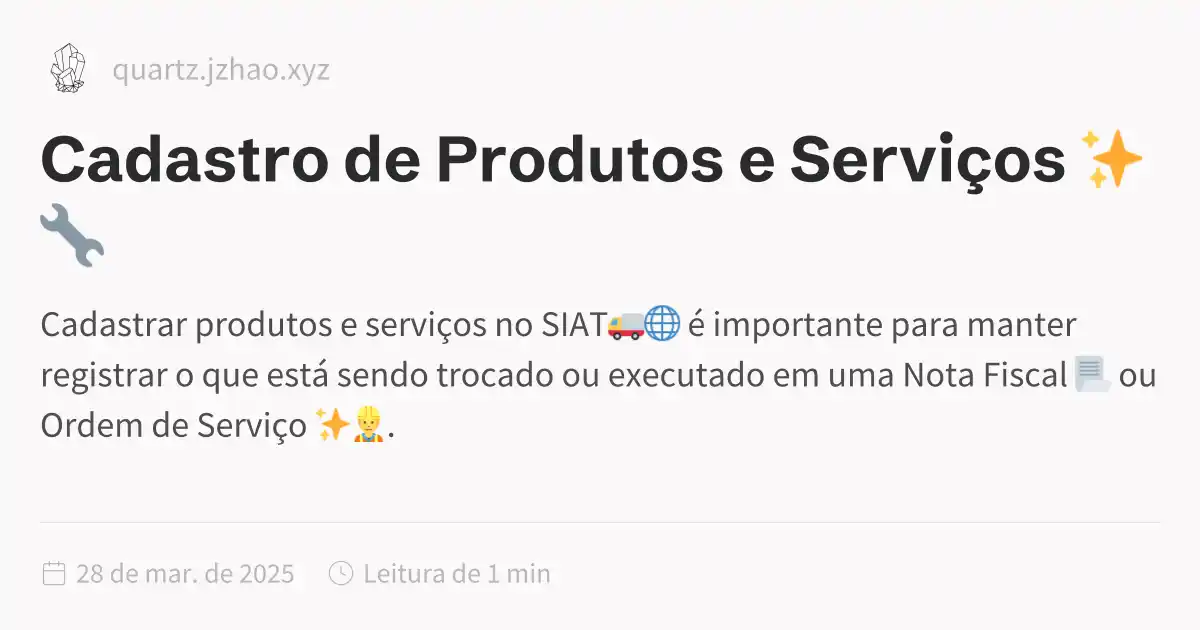 quartz.jzhao.xyz
Cadastro de Produtos e Serviços ✨
🔧
Cadastrar produtos e serviços no SIAT🚚🌐 é importante para manter
registrar o que está sendo trocado ou executado em uma Nota Fiscal 📃 ou
Ordem de Serviço ✨👷.
28 de mar. de 2025 Leitura de 1 min